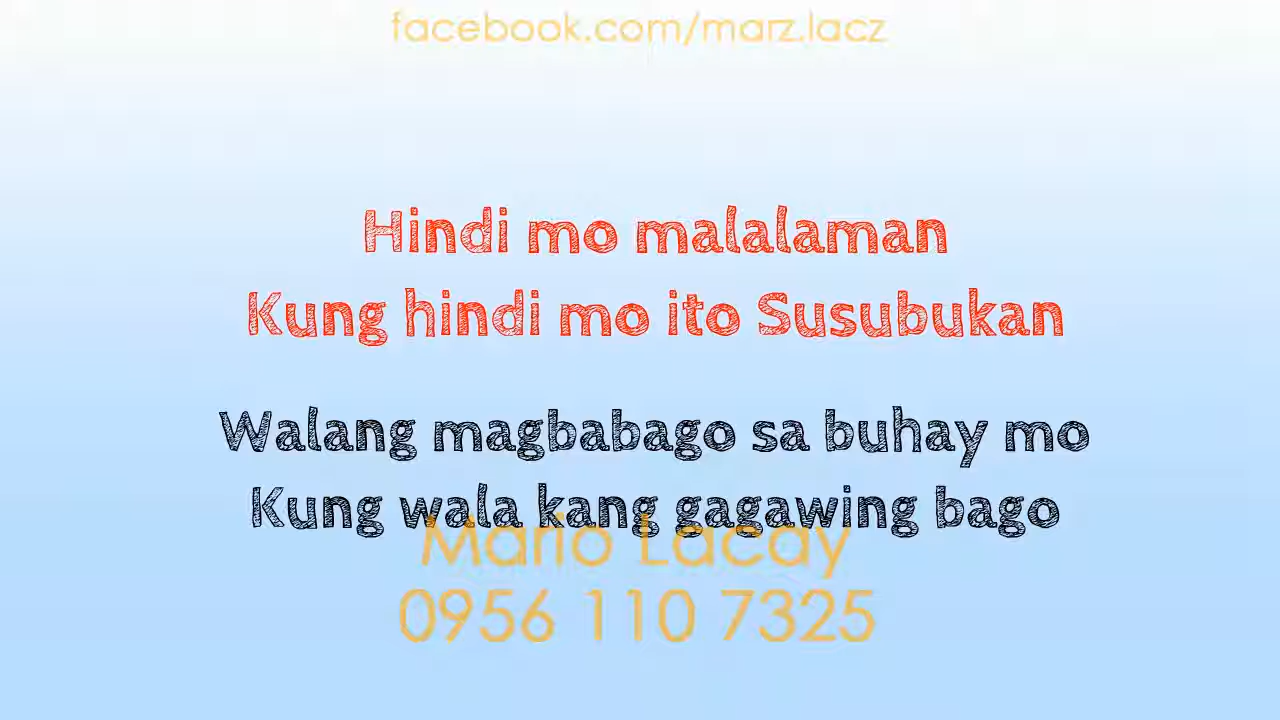 facebook.com/marz.lacz
Hindi mo malalaman
Kung hindi mo ito Susubukan
Walang magbabago sa buhay mo
Kung wala kang gagawing bago
Mario Lacay
0956 110 7325